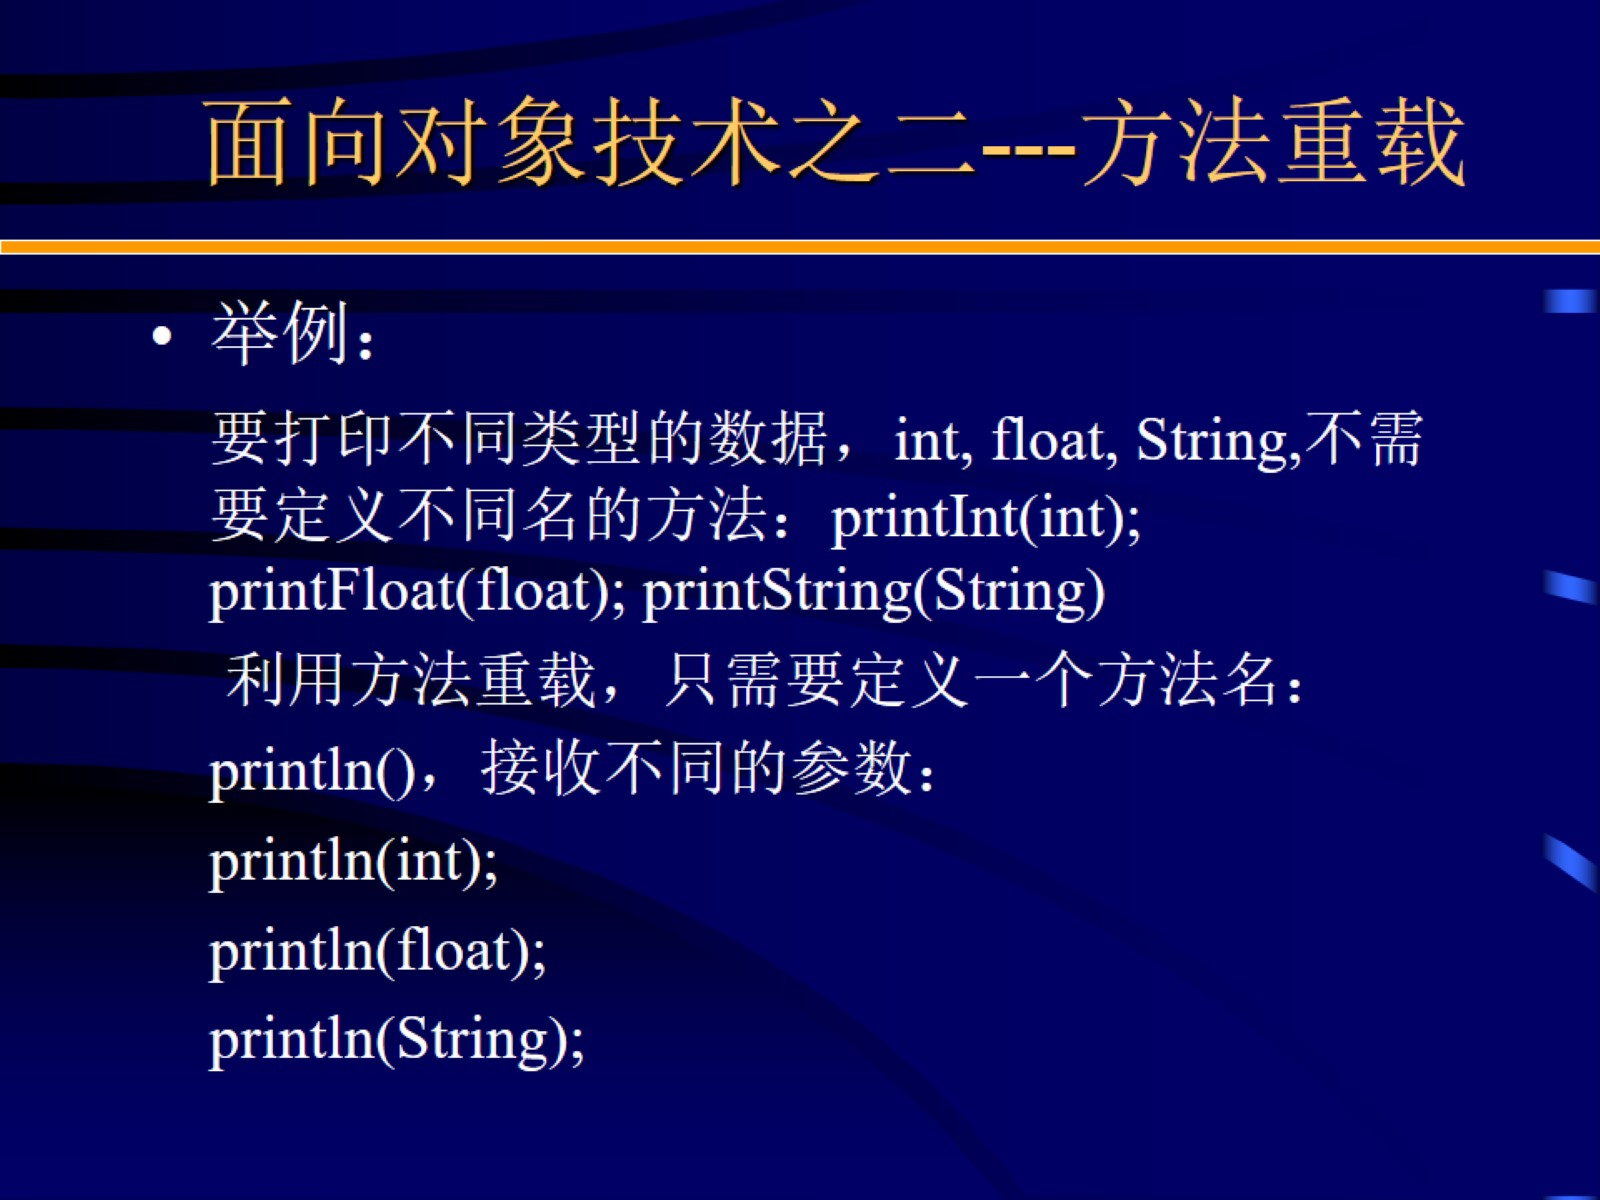 面向对象技术之二---方法重载
• 举例：
要打印不同类型的数据，int, float, String,不需
要定义不同名的方法：printInt(int);
printFloat(float); printString(String)
利用方法重载，只需要定义一个方法名：
println()，接收不同的参数：
println(int);
println(float);
println(String);